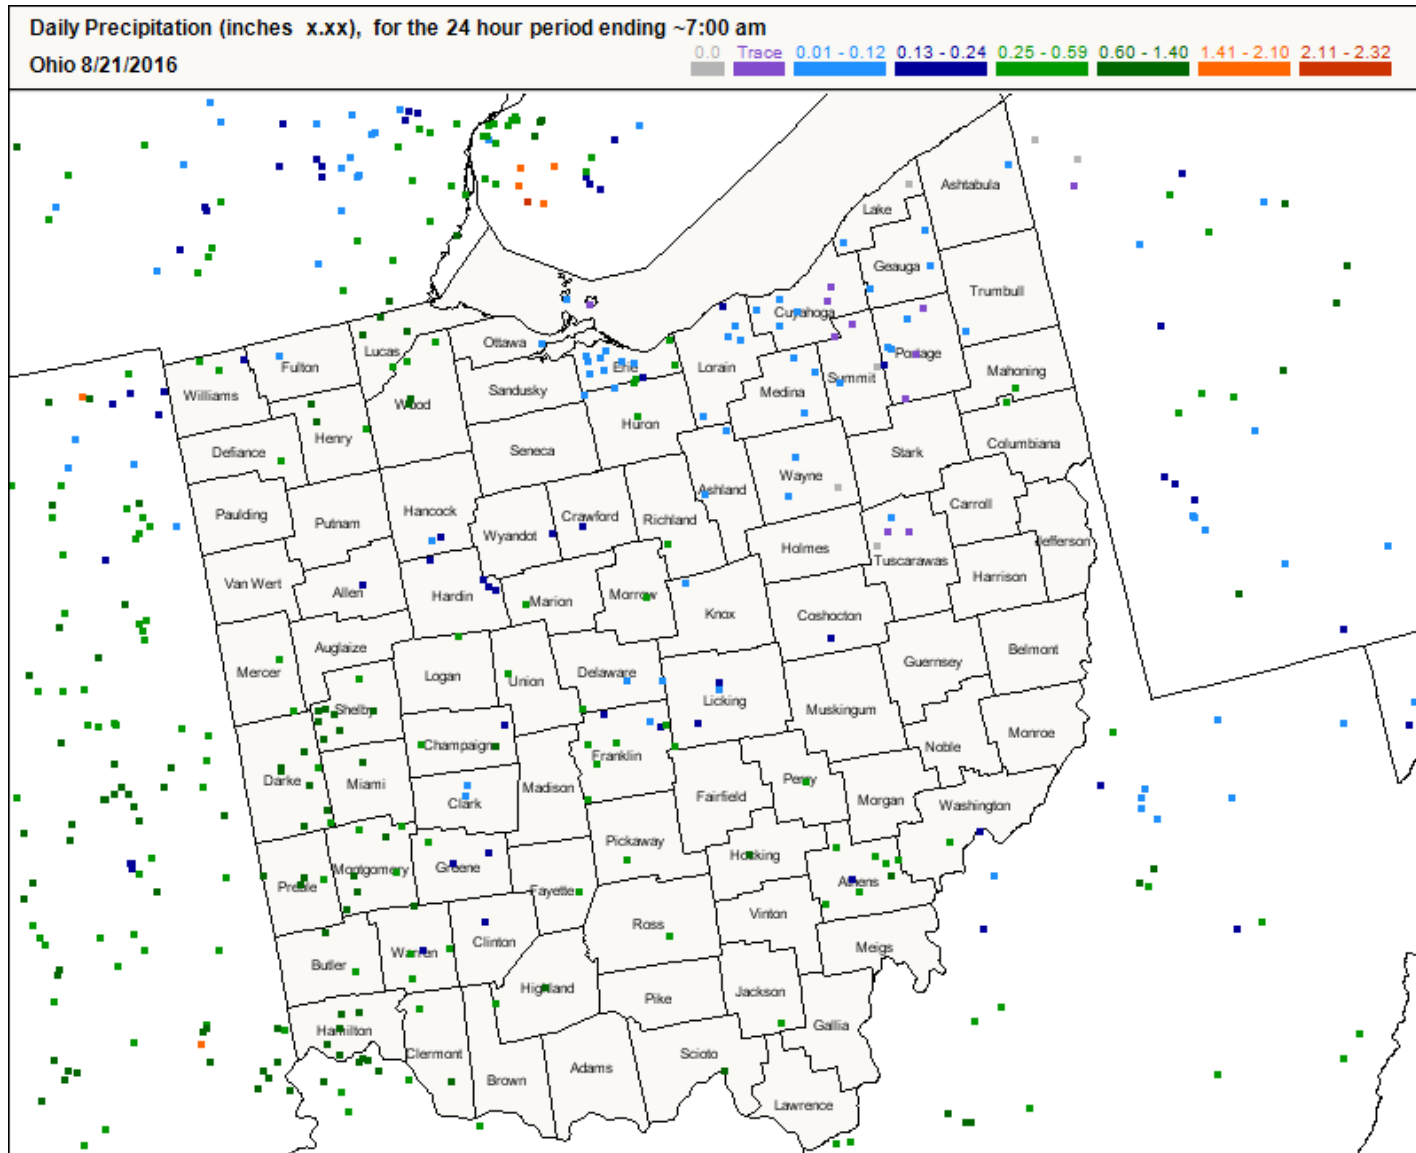 Daily Precipitation (inches x.xx), for the 24 hour period ending ~7:00 am
0.0 Trace 0.01 - 0.12 0.13 - 0.24 0.25 - 0.59 0.60 - 1.40 1.41 - 2.10 2.11 - 2.32
Ohio 8/21/2016
Ashtabula
Lake
Geauga
Trumbull
Cuyahoga
Ottawa
Lucas
Portage
Fulton
Erie
Lorain
Mahoning
Summit
Sandusky
Medina
Williams
Wood
Huron
Henry
Columbiana
Seneca
Stark
Defiance
Wayne
Ashland
Carroll
Hancock
Paulding
Crawford
Richland
Putnam
Wyandot
Jefferson
Holmes
Tuscarawas
Harrison
Van Wert
Allen
Hardin
Morrow
Marion
Knox
Coshocton
Auglaize
Belmont
Guernsey
Mercer
Delaware
Logan
Union
Licking
Shelby
Muskingum
Monroe
Champaign
Noble
Franklin
Darke
Perry
Miami
Madison
Fairfield
Morgan
Clark
Washington
Pickaway
Hocking
Montgomery
Greene
Athens
Preble
Fayette
Vinton
Ross
Clinton
Meigs
Warren
Butler
Highland
Jackson
Pike
Gallia
Hamilton
Clermont
Scioto
Adams
Brown
Lawrence